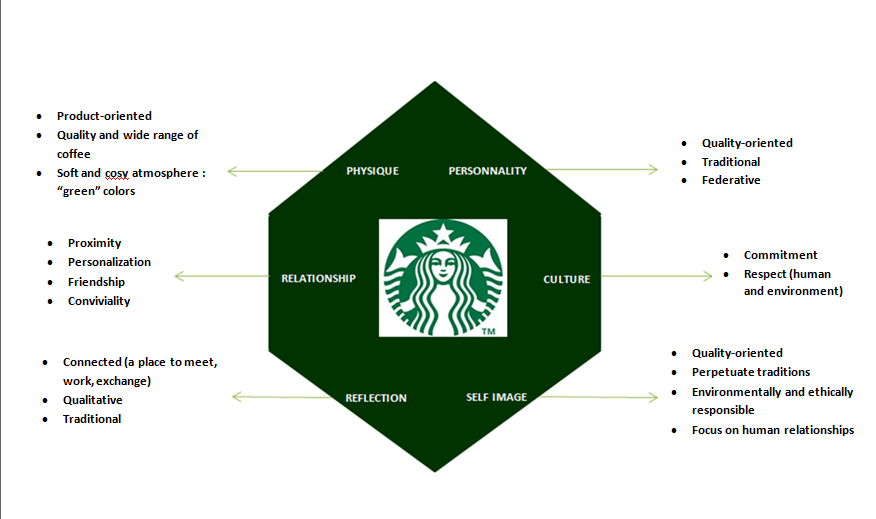 • Product-oriented
• Quality and wide range of
coffee
• Soft and cosy atmosphere :
“green” colors
PHYSIQUE
PERSONNALITY
• Quality-oriented
• Traditional
• Federative
• Proximity
• Personalization
• Friendship
• Conviviality
RELATIONSHIP
TM
CULTURE
• Commitment
• Respect (human
and environment)
• Connected (a place to meet,
work, exchange)
• Qualitative
• Traditional
REFLECTION
SELF IMAGE
• Quality-oriented
• Perpetuate traditions
• Environmentally and ethically
responsible
• Focus on human relationships